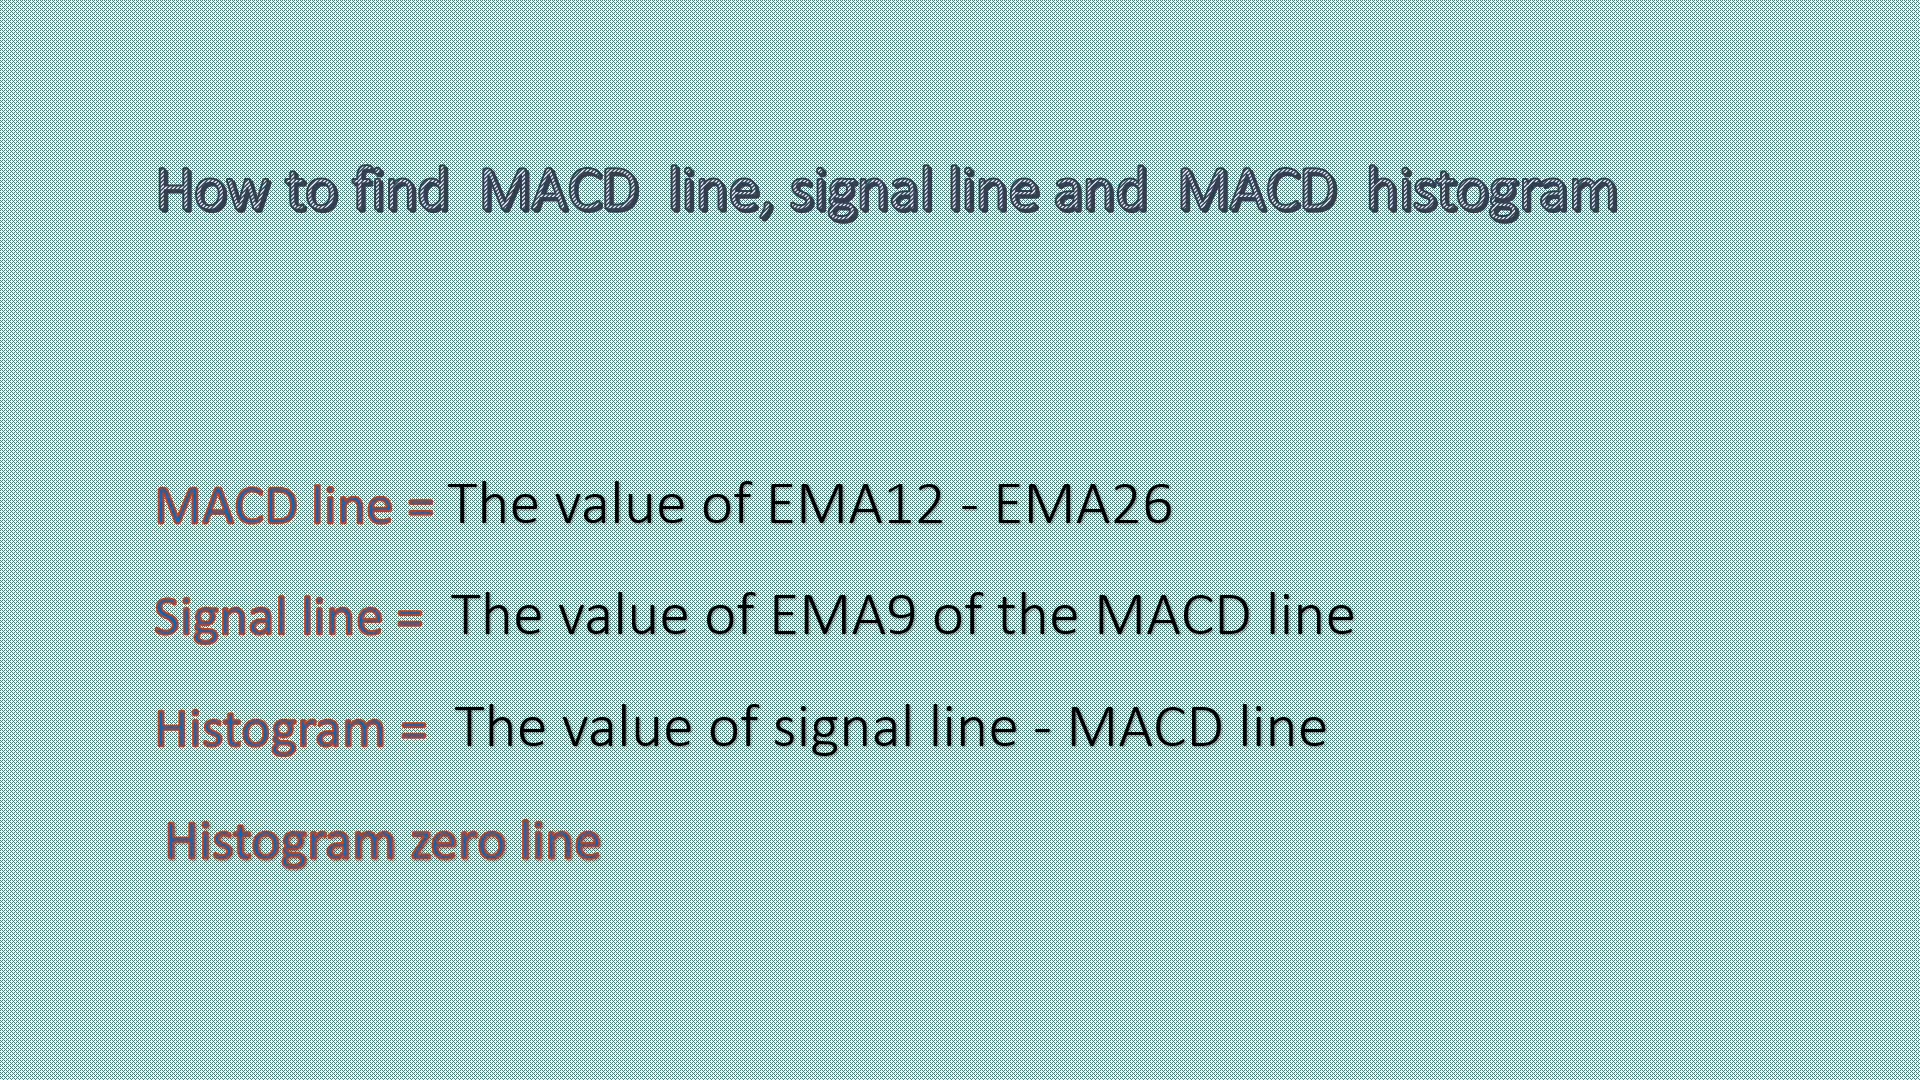 How to find MACD line, signal line and MACD histogram
MACD line = The value of EMA12 - EMA26
Signal line = The value of EMA9 of the MACD line
Histogram = The value of signal line - MACD line
Histogram zero line